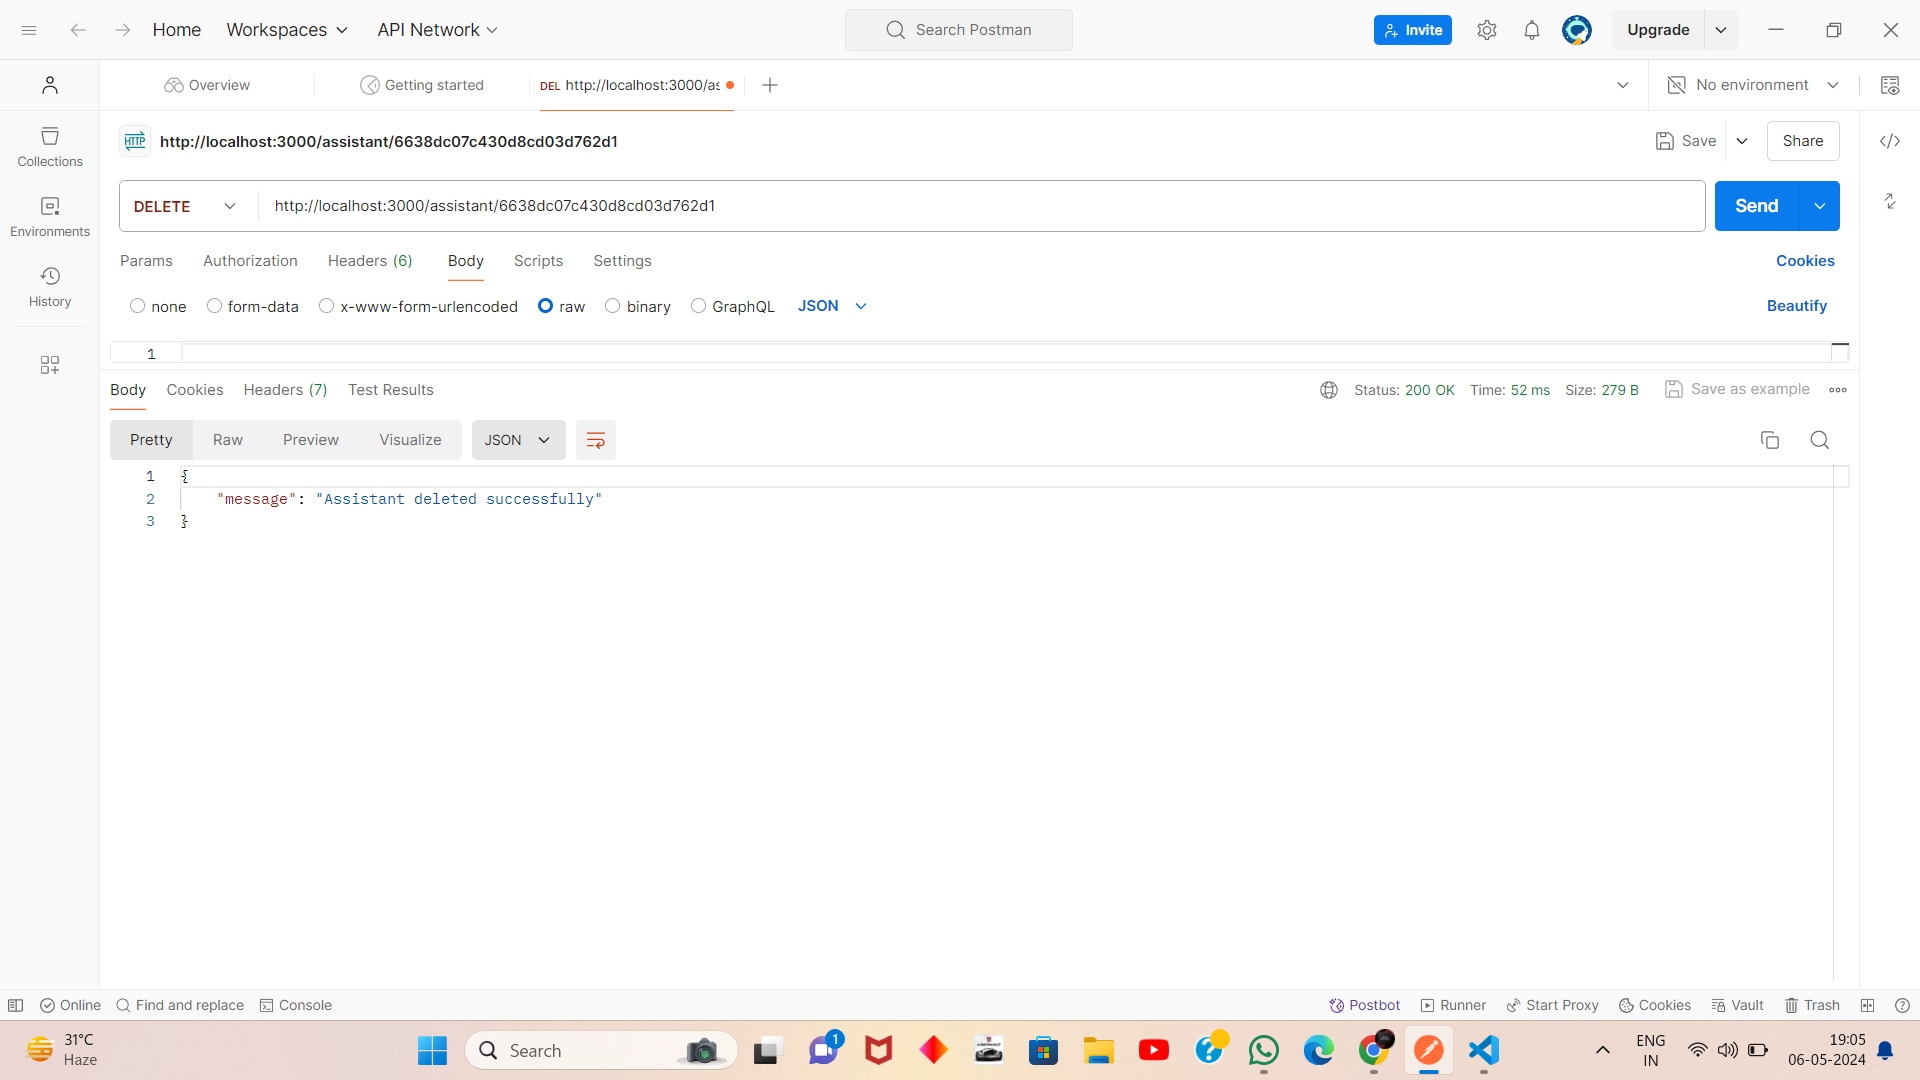 Home Workspaces API Network Search Postman Invite Upgrade
Overview Getting started DEL http://localhost:3000/as No environment
HTTP http://localhost:3000/assistant/6638dc07c430d8cd03d762d1 Save Share
Collections
DELETE http://localhost:3000/assistant/6638dc07c430d8cd03d762d1 Send
Environments
Params Authorization Headers (6) Body Scripts Settings Cookies
History
none form-data x-www-form-urlencoded raw binary GraphQL JSON Beautify
1
Body Cookies Headers (7) Test Results Status: 200 OK Time: 52 ms Size: 279 B Save as example
Pretty Raw Preview Visualize JSON
1 {
2 "message": "Assistant deleted successfully"
3 }
Online Find and replace Console Postbot Runner Start Proxy Cookies Vault Trash
31°C
Haze
Search
1
ENG
IN
19:05
06-05-2024